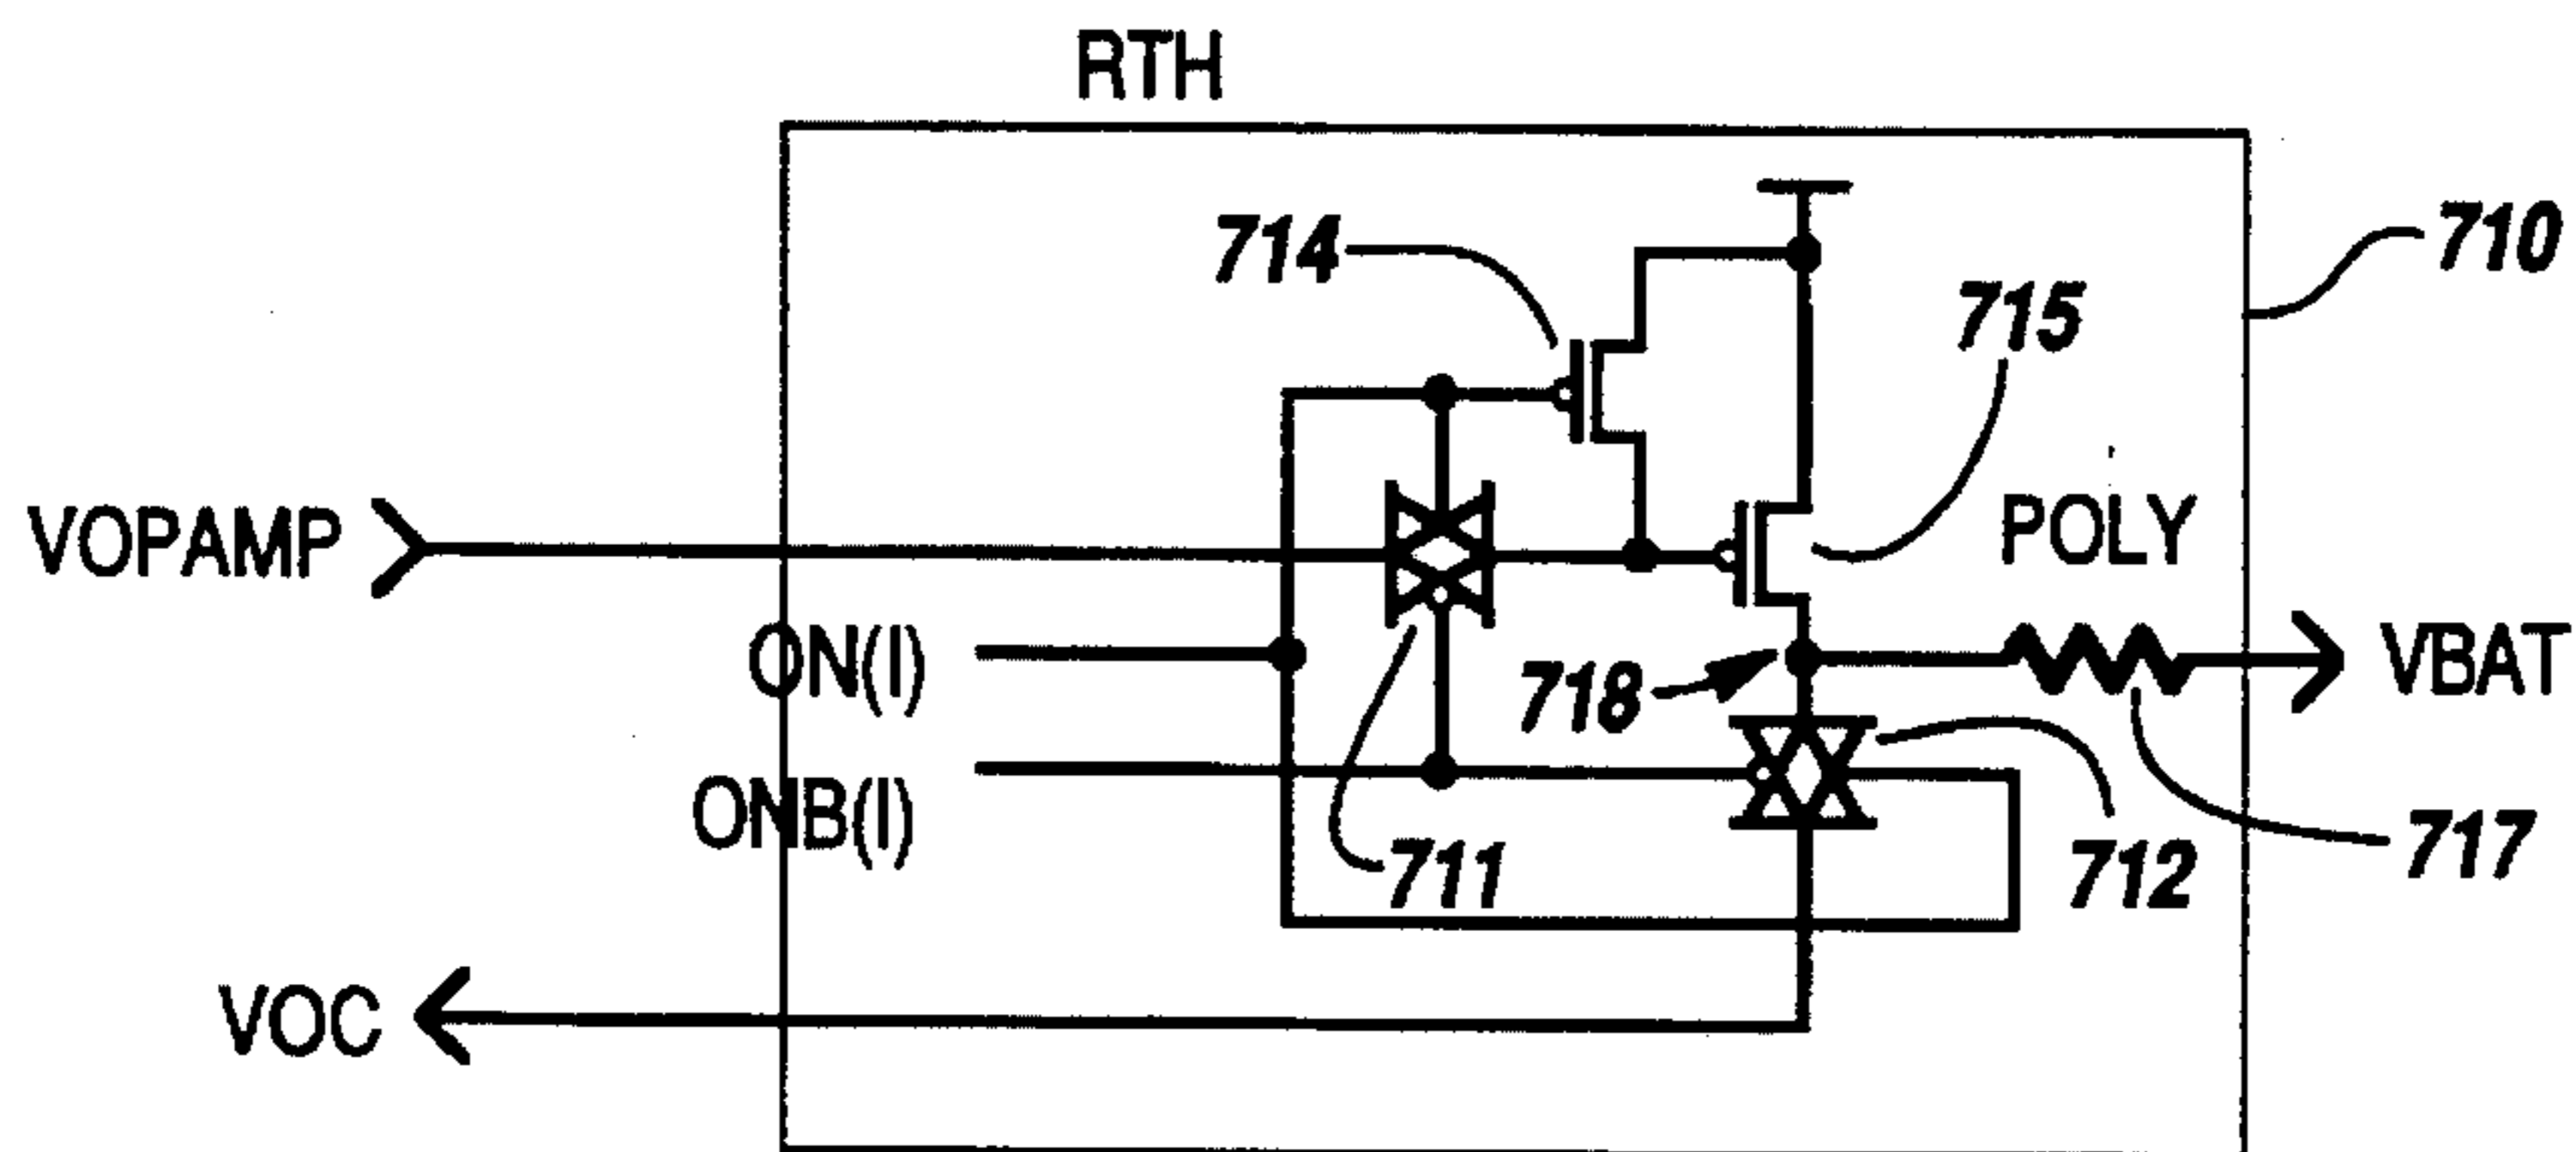 RTH
714
710
715
VOPAMP
POLY
ON(I)
718
VBAT
ONB(I)
711
712
717
VOC